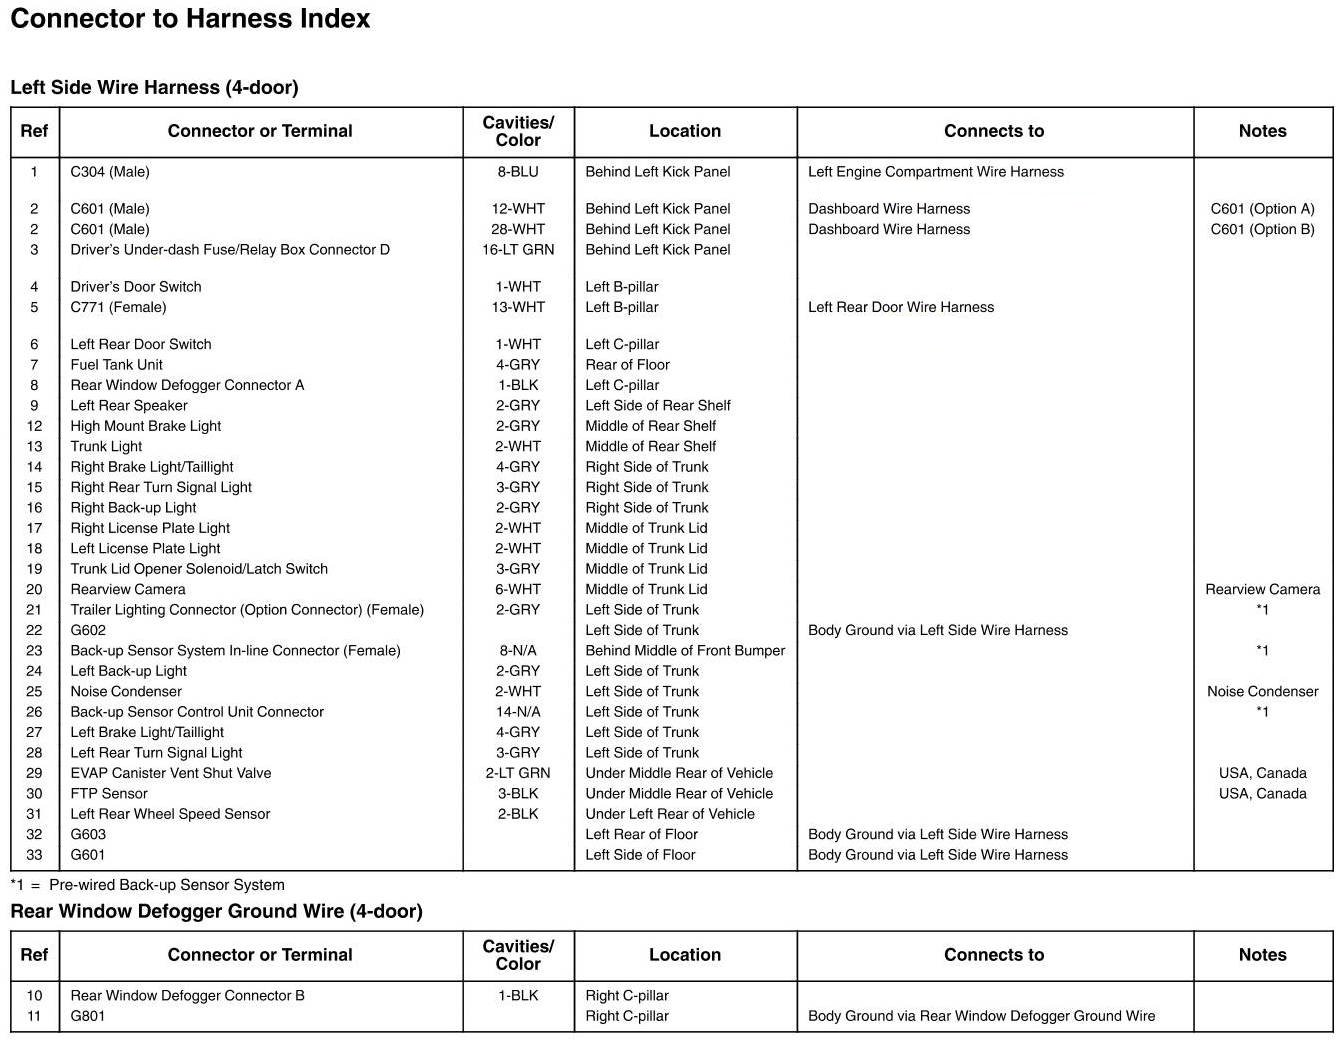 Connector to Harness Index
Left Side Wire Harness (4-door)
Ref Connector or Terminal Cavities/ Color Location Connects to Notes
1 C304 (Male) 8-BLU Behind Left Kick Panel Left Engine Compartment Wire Harness
2 C601 (Male) 12-WHT Behind Left Kick Panel Dashboard Wire Harness C601 (Option A)
2 C601 (Male) 28-WHT Behind Left Kick Panel Dashboard Wire Harness C601 (Option B)
3 Driver's Under-dash Fuse/Relay Box Connector D 16-LT GRN Behind Left Kick Panel
4 Driver's Door Switch 1-WHT Left B-pillar
5 C771 (Female) 13-WHT Left B-pillar Left Rear Door Wire Harness
6 Left Rear Door Switch 1-WHT Left C-pillar
7 Fuel Tank Unit 4-GRY Rear of Floor
8 Rear Window Defogger Connector A 1-BLK Left C-pillar
9 Left Rear Speaker 2-GRY Left Side of Rear Shelf
12 High Mount Brake Light 2-GRY Middle of Rear Shelf
13 Trunk Light 2-WHT Middle of Rear Shelf
14 Right Brake Light/Taillight 4-GRY Right Side of Trunk
15 Right Rear Turn Signal Light 3-GRY Right Side of Trunk
16 Right Back-up Light 2-GRY Right Side of Trunk
17 Right License Plate Light 2-WHT Middle of Trunk Lid
18 Left License Plate Light 2-WHT Middle of Trunk Lid
19 Trunk Lid Opener Solenoid/Latch Switch 3-GRY Middle of Trunk Lid
20 Rearview Camera 6-WHT Middle of Trunk Lid Rearview Camera
21 Trailer Lighting Connector (Option Connector) (Female) 2-GRY Left Side of Trunk *1
22 G602 Left Side of Trunk Body Ground via Left Side Wire Harness
23 Back-up Sensor System In-line Connector (Female) 8-N/A Behind Middle of Front Bumper *1
24 Left Back-up Light 2-GRY Left Side of Trunk
25 Noise Condenser 2-WHT Left Side of Trunk Noise Condenser
26 Back-up Sensor Control Unit Connector 14-N/A Left Side of Trunk *1
27 Left Brake Light/Taillight 4-GRY Left Side of Trunk
28 Left Rear Turn Signal Light 3-GRY Left Side of Trunk
29 EVAP Canister Vent Shut Valve 2-LT GRN Under Middle Rear of Vehicle USA, Canada
30 FTP Sensor 3-BLK Under Middle Rear of Vehicle USA, Canada
31 Left Rear Wheel Speed Sensor 2-BLK Under Left Rear of Vehicle
32 G603 Left Rear of Floor Body Ground via Left Side Wire Harness
33 G601 Left Side of Floor Body Ground via Left Side Wire Harness
*1 = Pre-wired Back-up Sensor System
Rear Window Defogger Ground Wire (4-door)
Ref Connector or Terminal Cavities/ Color Location Connects to Notes
10 Rear Window Defogger Connector B 1-BLK Right C-pillar
11 G801 Right C-pillar Body Ground via Rear Window Defogger Ground Wire